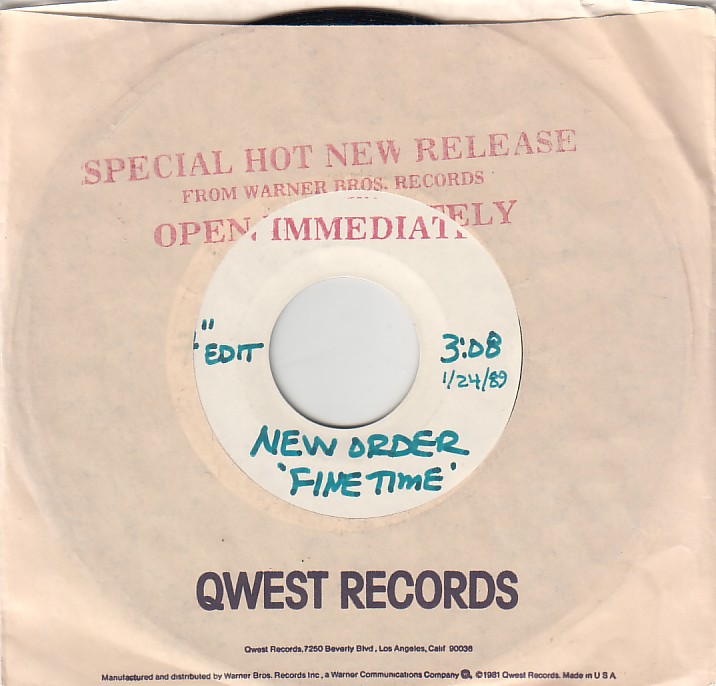 SPECIAL HOT NEW RELEASE
FROM WARNER BROS. RECORDS
OPEN IMMEDIATELY
"EDIT
3:08
1/24/89
NEW ORDER
'FINE TIME'
QWEST RECORDS
Qwest Records, 7250 Beverly Blvd., Los Angeles, Calif. 90036
Manufactured and distributed by Warner Bros. Records Inc., a Warner Communications Company ©1981 Qwest Records. Made in U S A